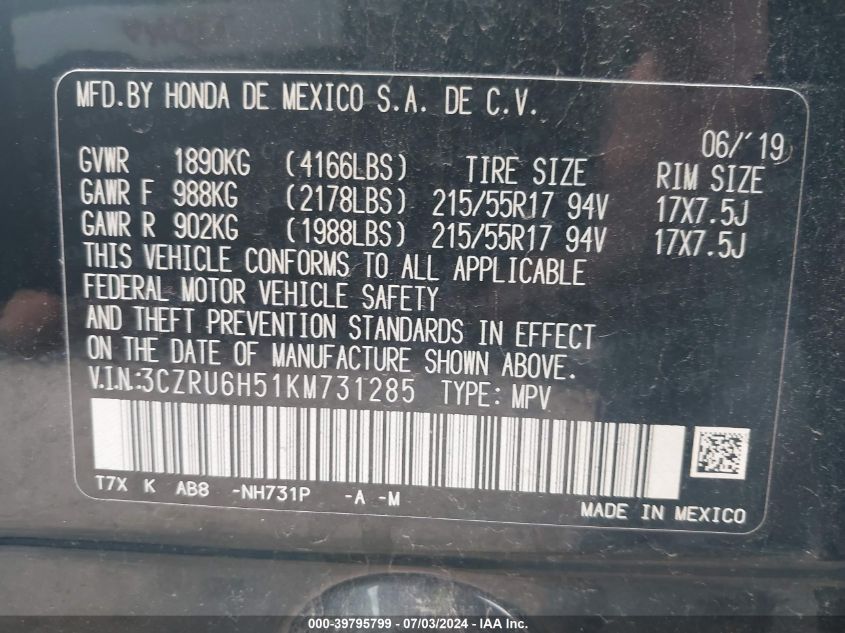 MFD.BY HONDA DE MEXICO S.A. DE C.V.
06/'19
GVWR 1890KG (4166LBS) TIRE SIZE RIM SIZE
GAWR F 988KG (2178LBS) 215/55R17 94V 17X7.5J
GAWR R 902KG (1988LBS) 215/55R17 94V 17X7.5J
THIS VEHICLE CONFORMS TO ALL APPLICABLE
FEDERAL MOTOR VEHICLE SAFETY
AND THEFT PREVENTION STANDARDS IN EFFECT
ON THE DATE OF MANUFACTURE SHOWN ABOVE.
V.I.N.:3CZRU6H51KM731285 TYPE: MPV
T7X K AB8 -NH731P -A -M
MADE IN MEXICO
000-39795799 - 07/03/2024 - IAA Inc.